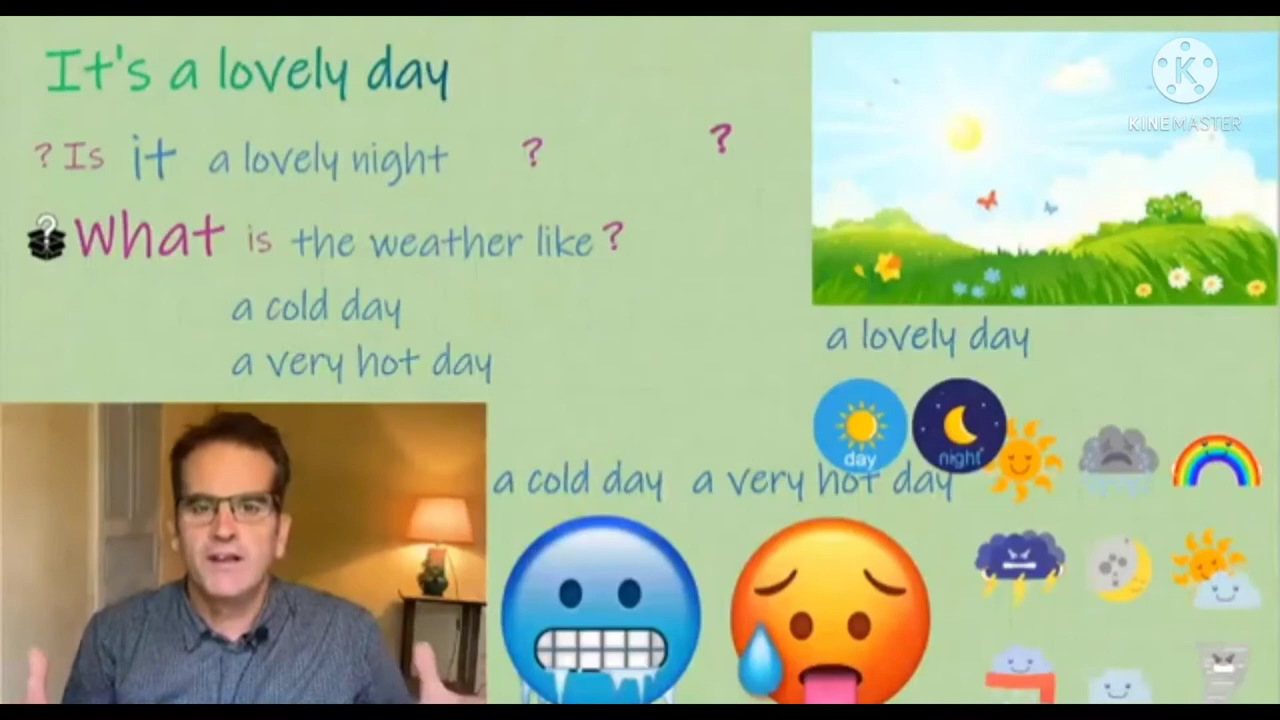 It's a lovely day
? Is it a lovely night ? ?
? What is the weather like ?
a cold day
a very hot day
KINEMASTER
a lovely day
day night
a cold day a very hot day